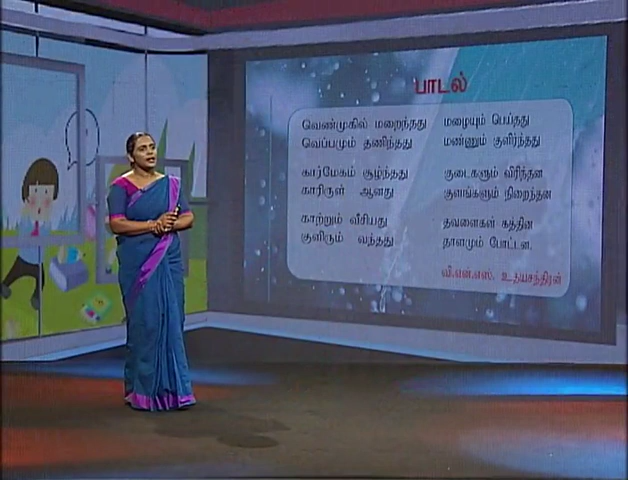 பாடல்
வெண்முகில் மறைந்தது
வெப்பமும் தணிந்தது
கார்மேகம் சூழ்ந்தது
காரிருள் ஆனது
காற்றும் வீசியது
குளிரும் வந்தது
மழையும் பெய்தது
மண்ணும் குளிர்ந்தது
குடைகளும் விரிந்தன
குளங்களும் நிறைந்தன
தவளைகள் கத்தின
தாளமும் போட்டன.
வீ.என்.எஸ். உதயசந்திரன்